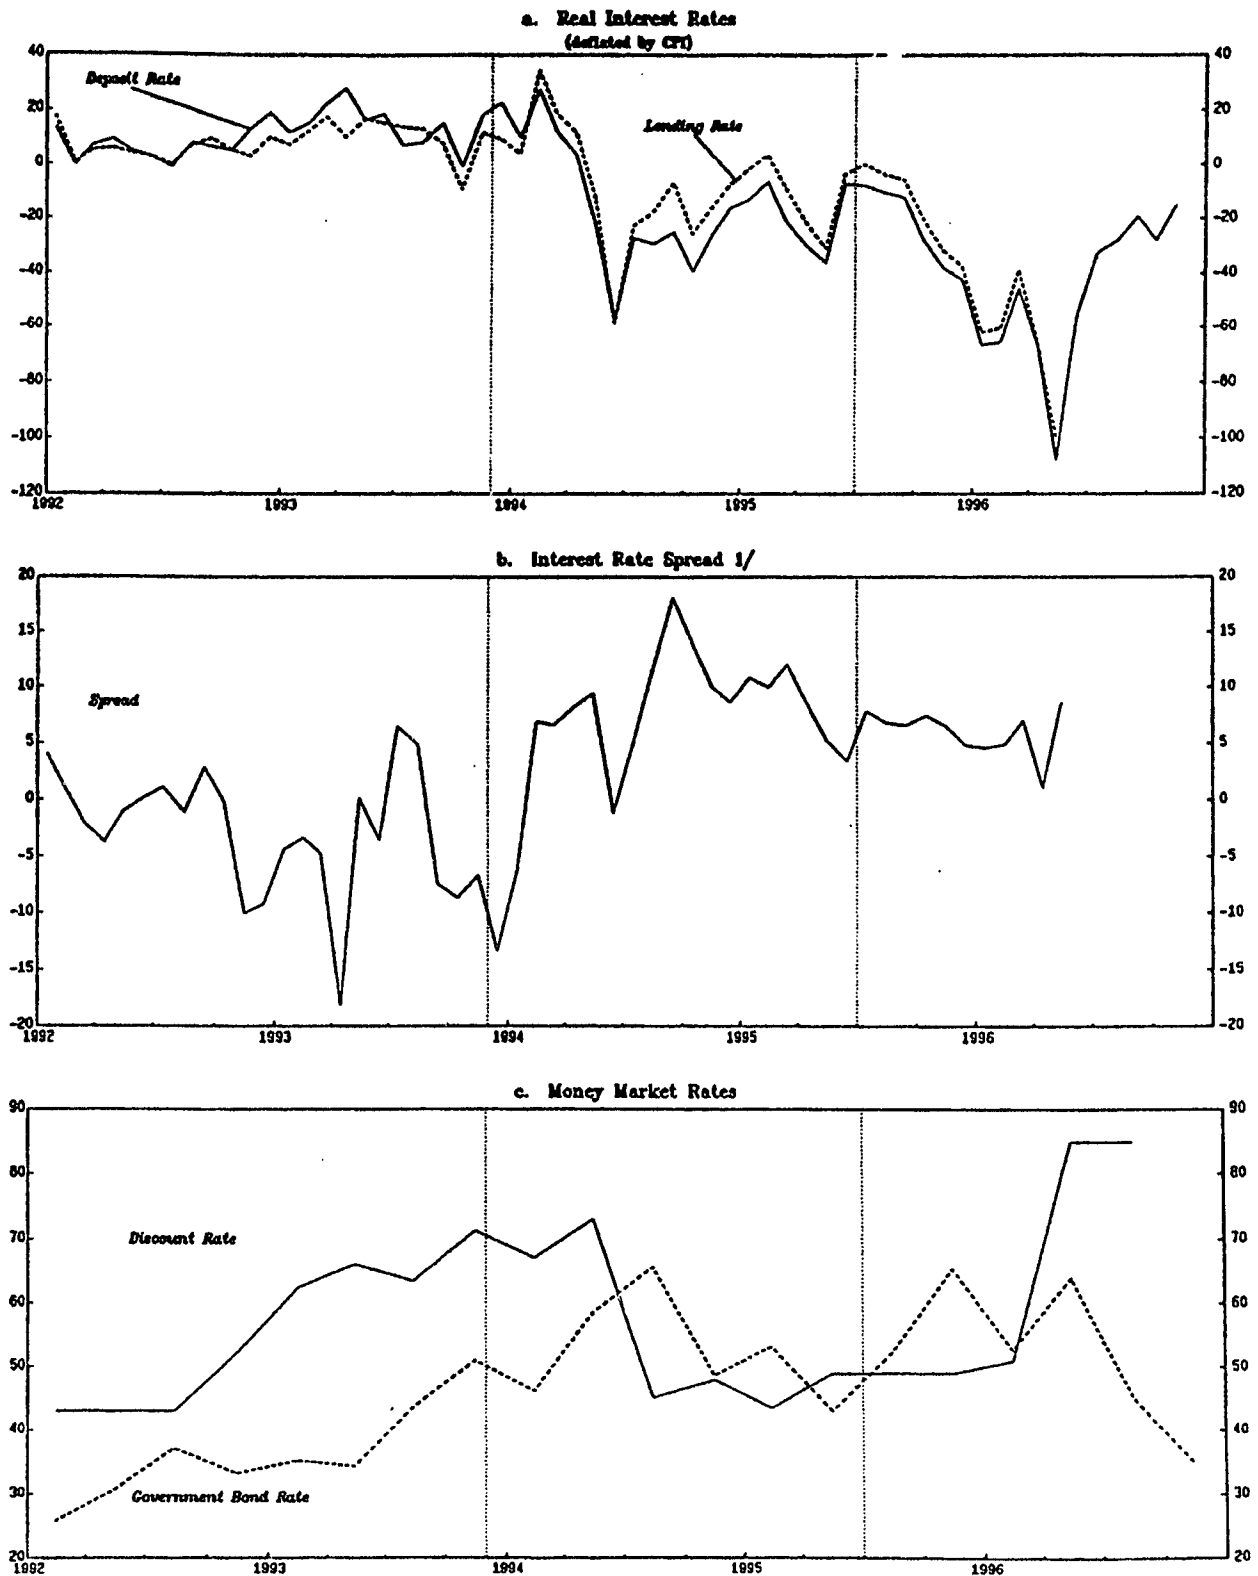 a. Real Interest Rates
(deflated by CPI)
40 40
Deposit Rate
20 20
Lending Rate
0 0
-20 -20
-40 -40
-60 -60
-80 -80
-100 -100
-120 -120
1992 1993 1994 1995 1996
b. Interest Rate Spread 1/
20 20
15 15
10 10
Spread
5 5
0 0
-5 -5
-10 -10
-15 -15
-20 -20
1992 1993 1994 1995 1996
c. Money Market Rates
90 90
80 80
70 70
Discount Rate
60 60
50 50
40 40
30 30
Government Bond Rate
20 20
1992 1993 1994 1995 1996